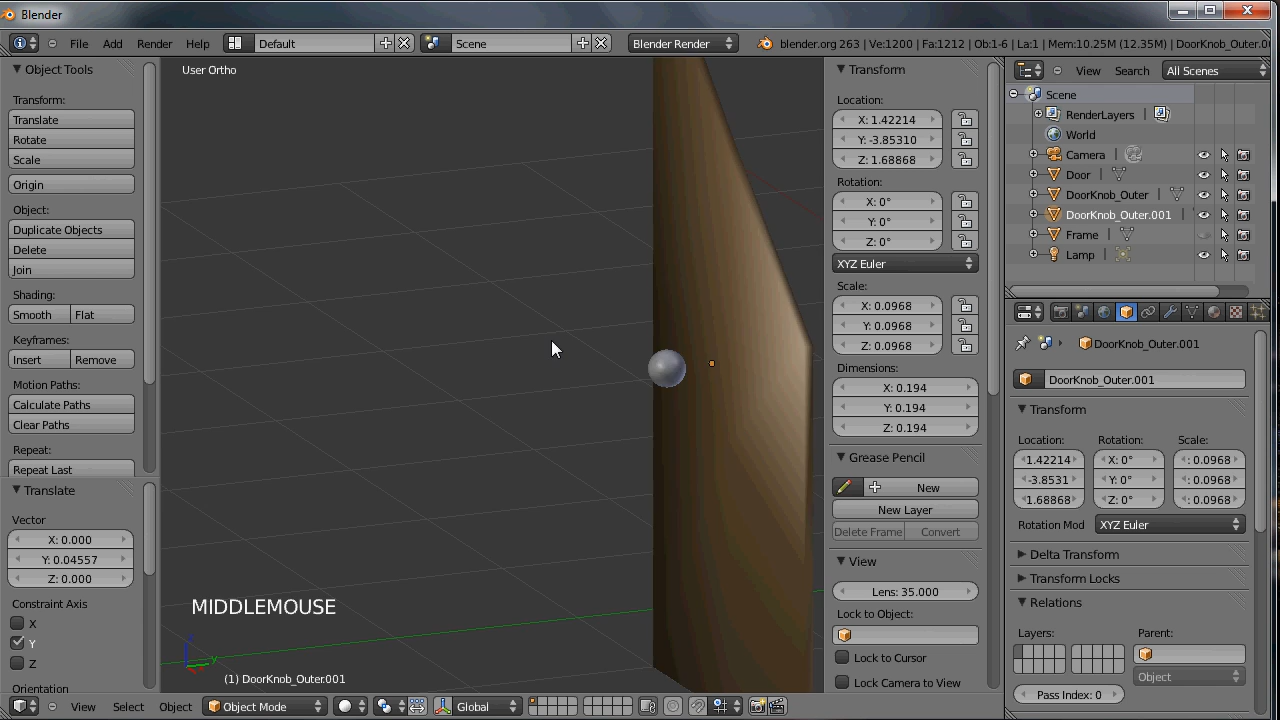 Blender
File Add Render Help Default Scene Blender Render blender.org 263 | Ve:1200 | Fa:1212 | Ob:1-6 | La:1 | Mem:10.25M (12.35M) | DoorKnob_Outer.0
Object Tools
Transform:
Translate
Rotate
Scale
Origin
Object:
Duplicate Objects
Delete
Join
Shading:
Smooth Flat
Keyframes:
Insert Remove
Motion Paths:
Calculate Paths
Clear Paths
Repeat:
Repeat Last
Translate
Vector
X: 0.000
Y: 0.04557
Z: 0.000
Constraint Axis
X
Y
Z
Orientation
User Ortho
MIDDLEMOUSE
y
(1) DoorKnob_Outer.001
View Select Object Object Mode Global
Transform
Location:
X: 1.42214
Y: -3.85310
Z: 1.68868
Rotation:
X: 0°
Y: 0°
Z: 0°
XYZ Euler
Scale:
X: 0.0968
Y: 0.0968
Z: 0.0968
Dimensions:
X: 0.194
Y: 0.194
Z: 0.194
Grease Pencil
New
New Layer
Delete Frame Convert
View
Lens: 35.000
Lock to Object:
Lock to Cursor
Lock Camera to View
View Search All Scenes
Scene
RenderLayers
World
Camera
Door
DoorKnob_Outer
DoorKnob_Outer.001
Frame
Lamp
DoorKnob_Outer.001
DoorKnob_Outer.001
Transform
Location: Rotation: Scale:
1.42214 X: 0° : 0.0968
-3.8531 Y: 0° : 0.0968
1.68868 Z: 0° : 0.0968
Rotation Mod XYZ Euler
Delta Transform
Transform Locks
Relations
Layers: Parent:
Object
Pass Index: 0